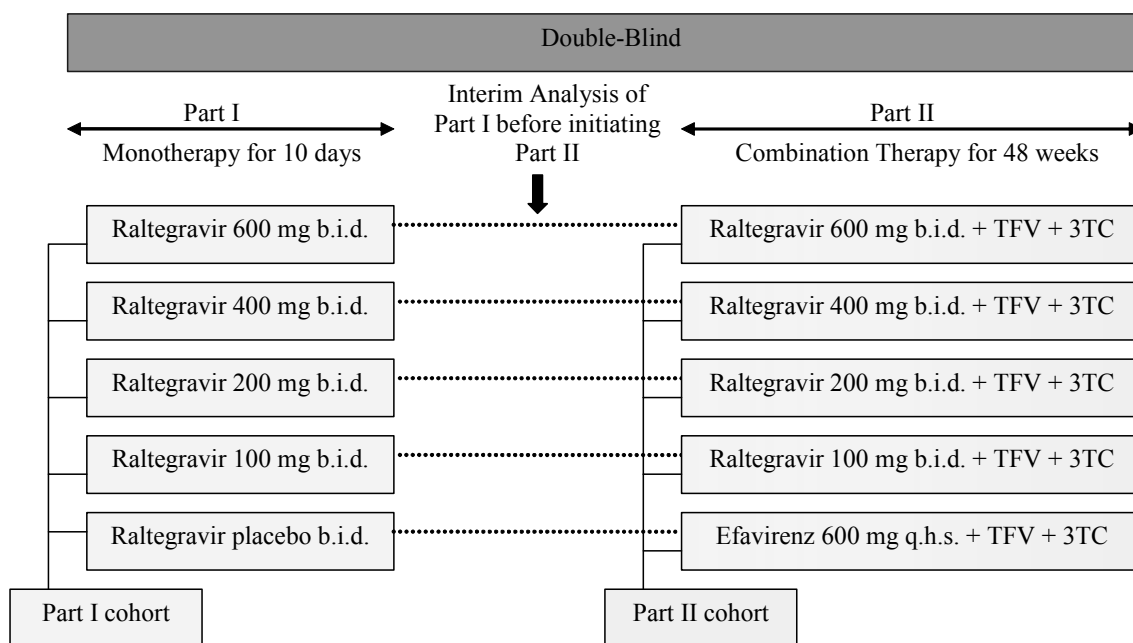 Double-Blind
Part I
Monotherapy for 10 days
Interim Analysis of
Part I before initiating
Part II
Part II
Combination Therapy for 48 weeks
Raltegravir 600 mg b.i.d.
Raltegravir 600 mg b.i.d. + TFV + 3TC
Raltegravir 400 mg b.i.d.
Raltegravir 400 mg b.i.d. + TFV + 3TC
Raltegravir 200 mg b.i.d.
Raltegravir 200 mg b.i.d. + TFV + 3TC
Raltegravir 100 mg b.i.d.
Raltegravir 100 mg b.i.d. + TFV + 3TC
Raltegravir placebo b.i.d.
Efavirenz 600 mg q.h.s. + TFV + 3TC
Part I cohort
Part II cohort